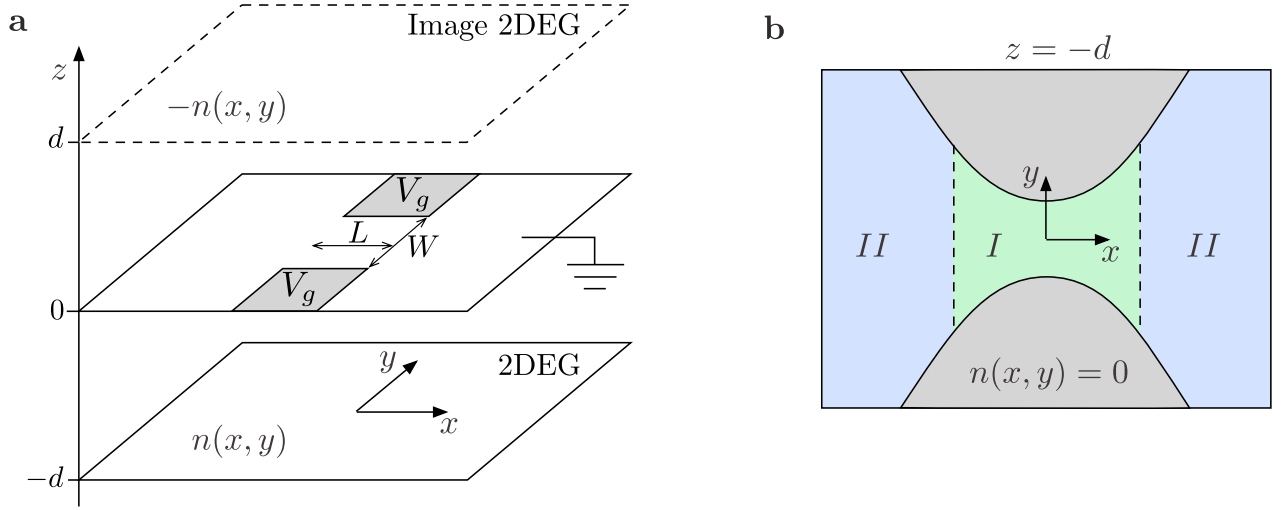 a
Image 2DEG
z
−n(x, y)
d
V_g
L
W
V_g
0
y
2DEG
x
n(x, y)
−d
b
z = −d
y
II
I
x
II
n(x, y) = 0